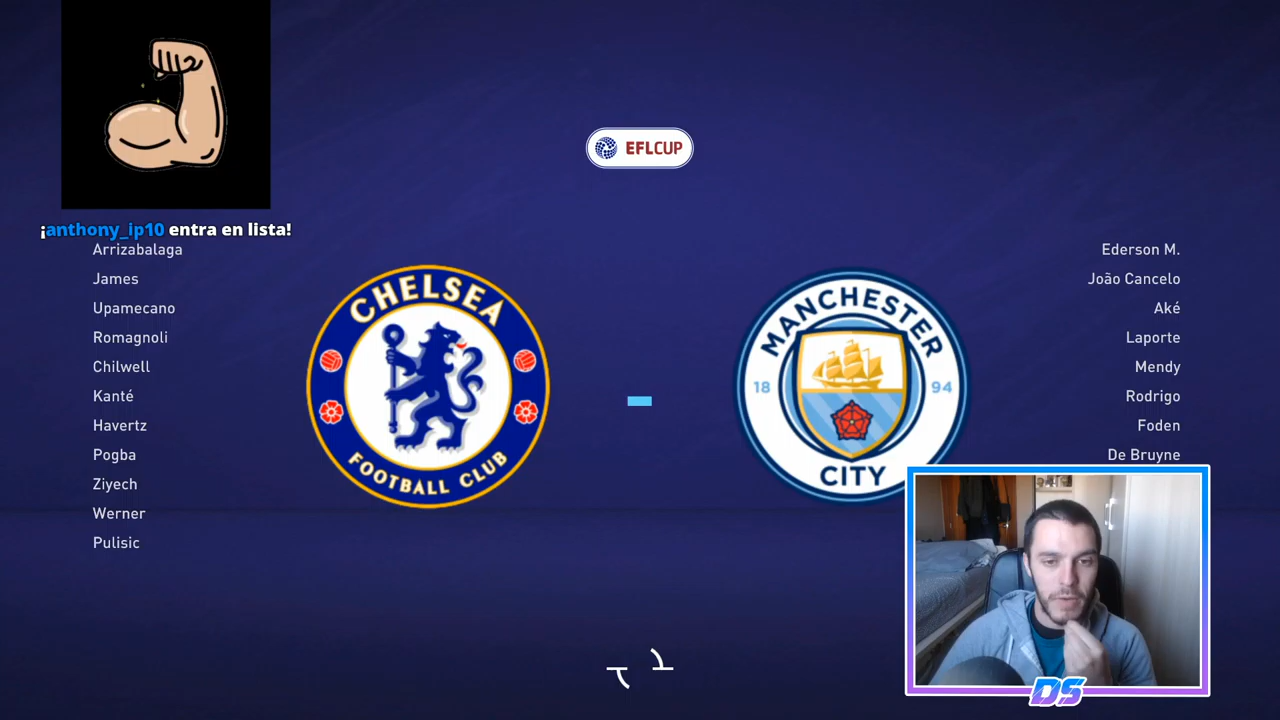 EFLCUP
¡anthony_ip10 entra en lista!
Arrizabalaga
James
Upamecano
Romagnoli
Chilwell
Kanté
Havertz
Pogba
Ziyech
Werner
Pulisic
CHELSEA
FOOTBALL CLUB
MANCHESTER
18 94
CITY
Ederson M.
João Cancelo
Aké
Laporte
Mendy
Rodrigo
Foden
De Bruyne
DS